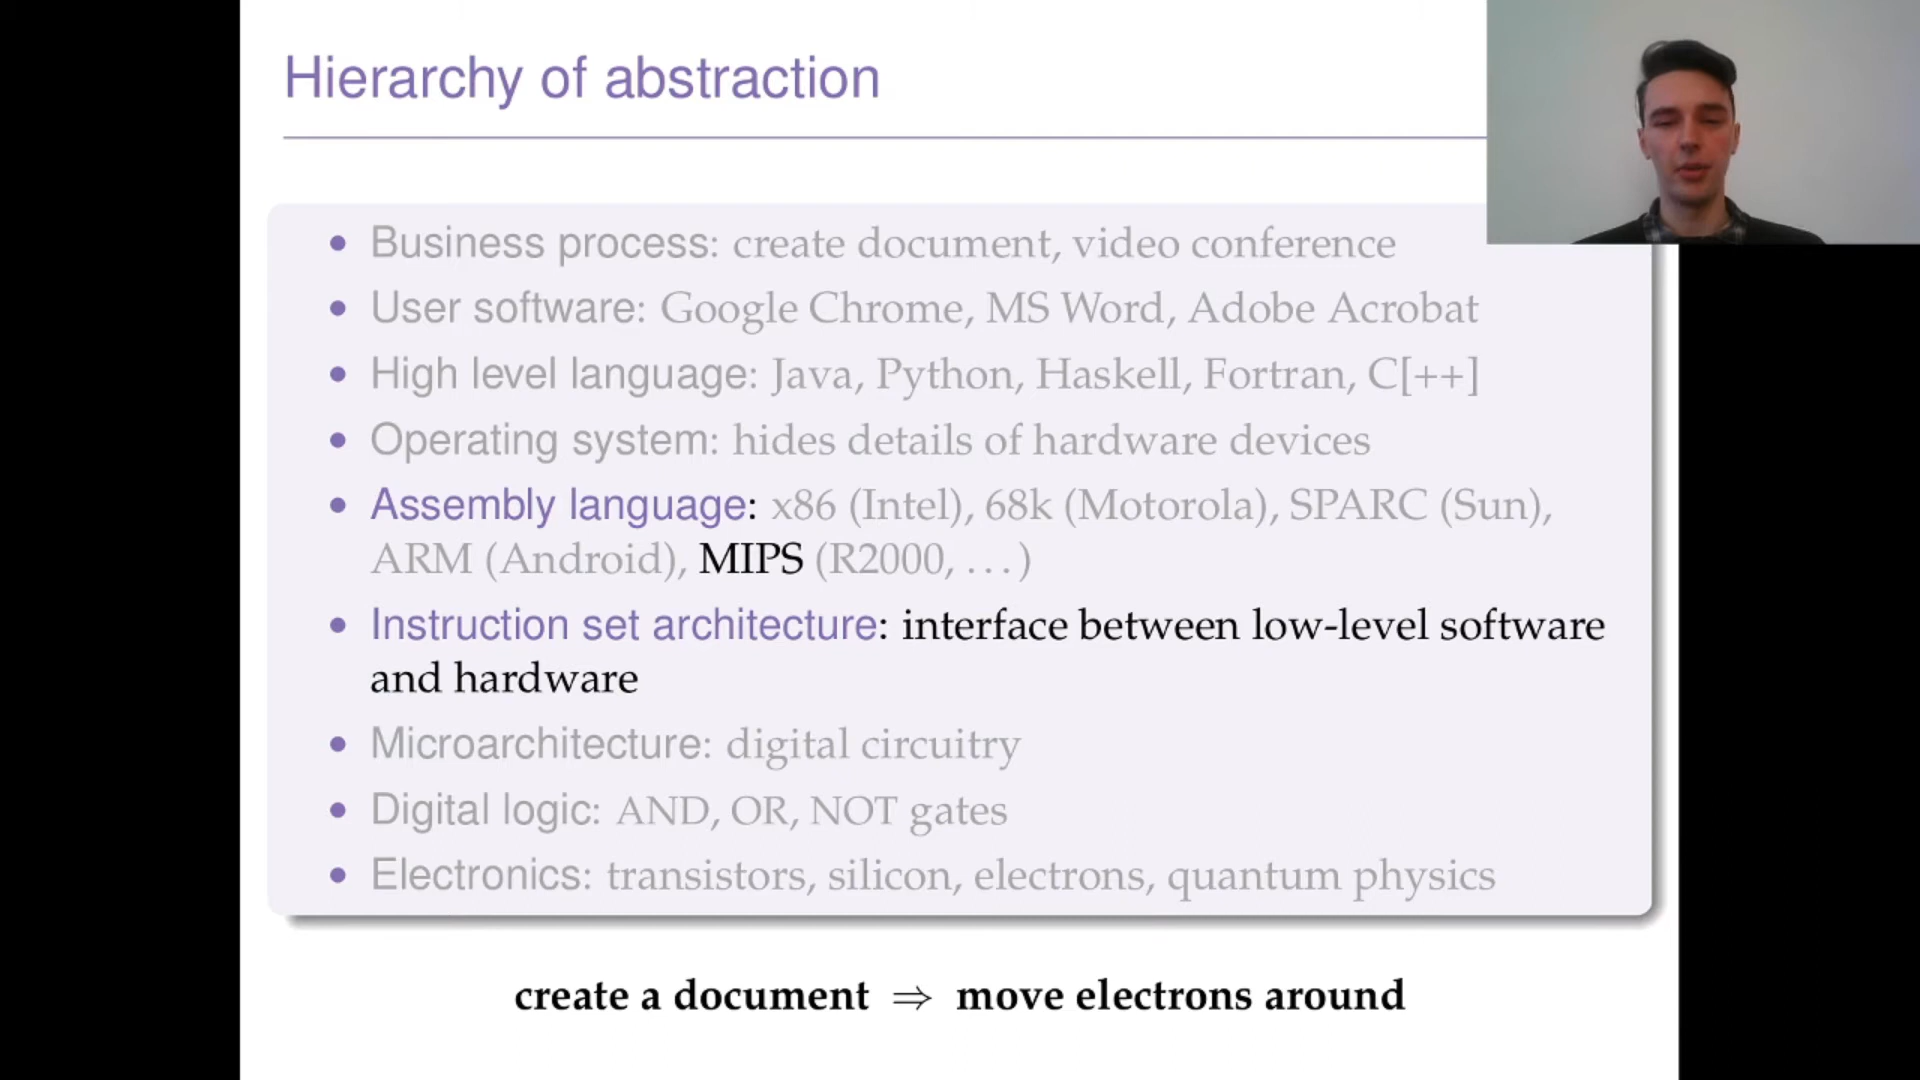 Hierarchy of abstraction
• Business process: create document, video conference
• User software: Google Chrome, MS Word, Adobe Acrobat
• High level language: Java, Python, Haskell, Fortran, C[++]
• Operating system: hides details of hardware devices
• Assembly language: x86 (Intel), 68k (Motorola), SPARC (Sun),
ARM (Android), MIPS (R2000, ...)
• Instruction set architecture: interface between low-level software
and hardware
• Microarchitecture: digital circuitry
• Digital logic: AND, OR, NOT gates
• Electronics: transistors, silicon, electrons, quantum physics
create a document ⇒ move electrons around